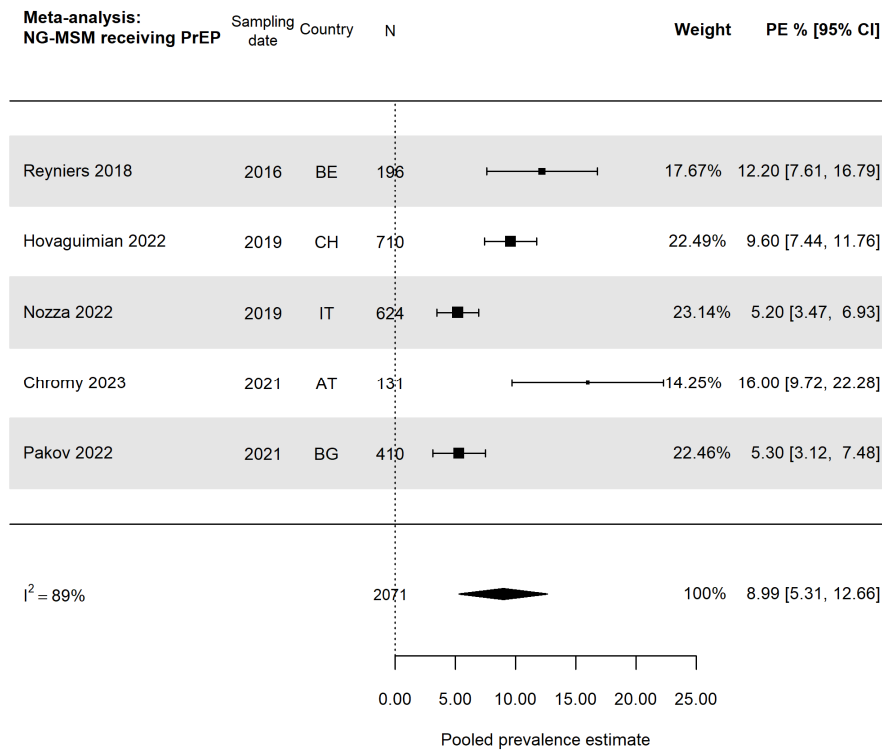 Meta-analysis:
NG-MSM receiving PrEP
Sampling
date
Country
N
Weight
PE % [95% CI]
Reyniers 2018 2016 BE 196 17.67% 12.20 [7.61, 16.79]
Hovaguimian 2022 2019 CH 710 22.49% 9.60 [7.44, 11.76]
Nozza 2022 2019 IT 624 23.14% 5.20 [3.47, 6.93]
Chromy 2023 2021 AT 131 14.25% 16.00 [9.72, 22.28]
Pakov 2022 2021 BG 410 22.46% 5.30 [3.12, 7.48]
I² = 89% 2071 100% 8.99 [5.31, 12.66]
0.00 5.00 10.00 15.00 20.00 25.00
Pooled prevalence estimate